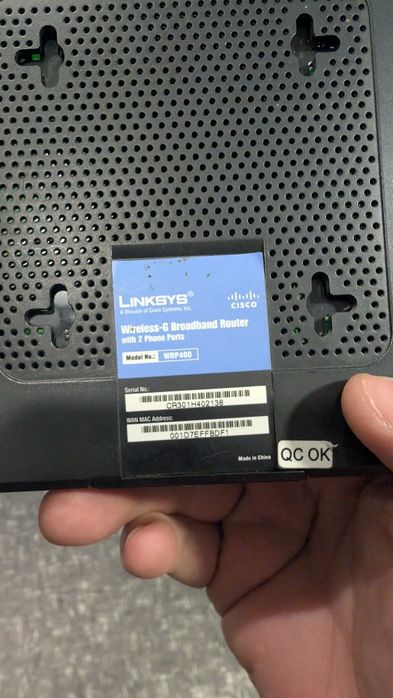 LINKSYS®
A Division of Cisco Systems, Inc.
CISCO
Wireless-G Broadband Router
with 2 Phone Ports
Model No.: WRP400
Serial No.:
CR301H402138
WAN MAC Address:
001D7EFFBDF1
Made in China
QC OK